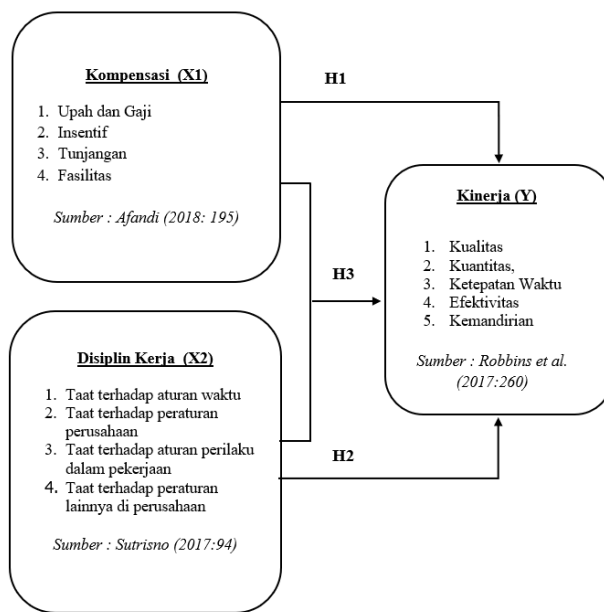 Kompensasi (X1)
1. Upah dan Gaji
2. Insentif
3. Tunjangan
4. Fasilitas
Sumber : Afandi (2018: 195)
H1
H3
H2
Kinerja (Y)
1. Kualitas
2. Kuantitas,
3. Ketepatan Waktu
4. Efektivitas
5. Kemandirian
Sumber : Robbins et al.
(2017:260)
Disiplin Kerja (X2)
1. Taat terhadap aturan waktu
2. Taat terhadap peraturan
perusahaan
3. Taat terhadap aturan perilaku
dalam pekerjaan
4. Taat terhadap peraturan
lainnya di perusahaan
Sumber : Sutrisno (2017:94)